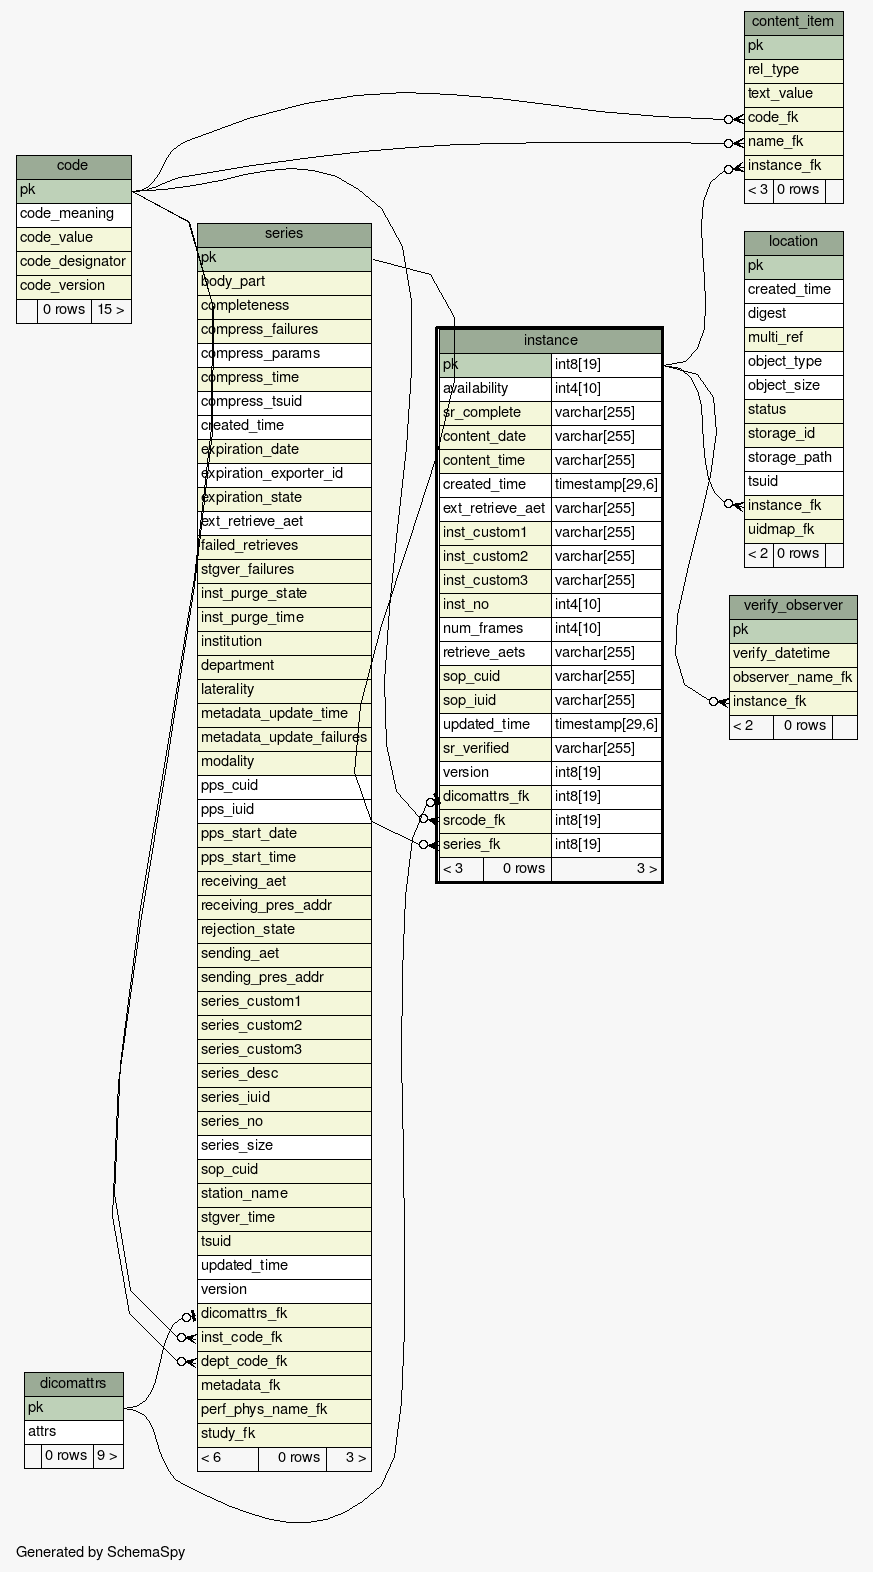 content_item
pk
rel_type
text_value
code_fk
name_fk
instance_fk
< 3 0 rows
code
pk
code_meaning
code_value
code_designator
code_version
0 rows 15 >
series
pk
body_part
completeness
compress_failures
compress_params
compress_time
compress_tsuid
created_time
expiration_date
expiration_exporter_id
expiration_state
ext_retrieve_aet
failed_retrieves
stgver_failures
inst_purge_state
inst_purge_time
institution
department
laterality
metadata_update_time
metadata_update_failures
modality
pps_cuid
pps_iuid
pps_start_date
pps_start_time
receiving_aet
receiving_pres_addr
rejection_state
sending_aet
sending_pres_addr
series_custom1
series_custom2
series_custom3
series_desc
series_iuid
series_no
series_size
sop_cuid
station_name
stgver_time
tsuid
updated_time
version
dicomattrs_fk
inst_code_fk
dept_code_fk
metadata_fk
perf_phys_name_fk
study_fk
< 6 0 rows 3 >
instance
pk int8[19]
availability int4[10]
sr_complete varchar[255]
content_date varchar[255]
content_time varchar[255]
created_time timestamp[29,6]
ext_retrieve_aet varchar[255]
inst_custom1 varchar[255]
inst_custom2 varchar[255]
inst_custom3 varchar[255]
inst_no int4[10]
num_frames int4[10]
retrieve_aets varchar[255]
sop_cuid varchar[255]
sop_iuid varchar[255]
updated_time timestamp[29,6]
sr_verified varchar[255]
version int8[19]
dicomattrs_fk int8[19]
srcode_fk int8[19]
series_fk int8[19]
< 3 0 rows 3 >
location
pk
created_time
digest
multi_ref
object_type
object_size
status
storage_id
storage_path
tsuid
instance_fk
uidmap_fk
< 2 0 rows
verify_observer
pk
verify_datetime
observer_name_fk
instance_fk
< 2 0 rows
dicomattrs
pk
attrs
0 rows 9 >
Generated by SchemaSpy